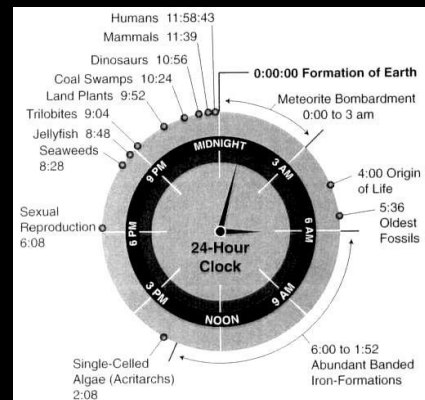 Humans 11:58:43
Mammals 11:39
Dinosaurs 10:56
Coal Swamps 10:24
Land Plants 9:52
Trilobites 9:04
Jellyfish 8:48
Seaweeds
8:28
Sexual
Reproduction
6:08
Single-Celled
Algae (Acritarchs)
2:08
0:00:00 Formation of Earth
Meteorite Bombardment
0:00 to 3 am
4:00 Origin
of Life
5:36
Oldest
Fossils
6:00 to 1:52
Abundant Banded
Iron-Formations
MIDNIGHT
3 AM
6 AM
9 AM
NOON
3 PM
6 PM
9 PM
24-Hour
Clock